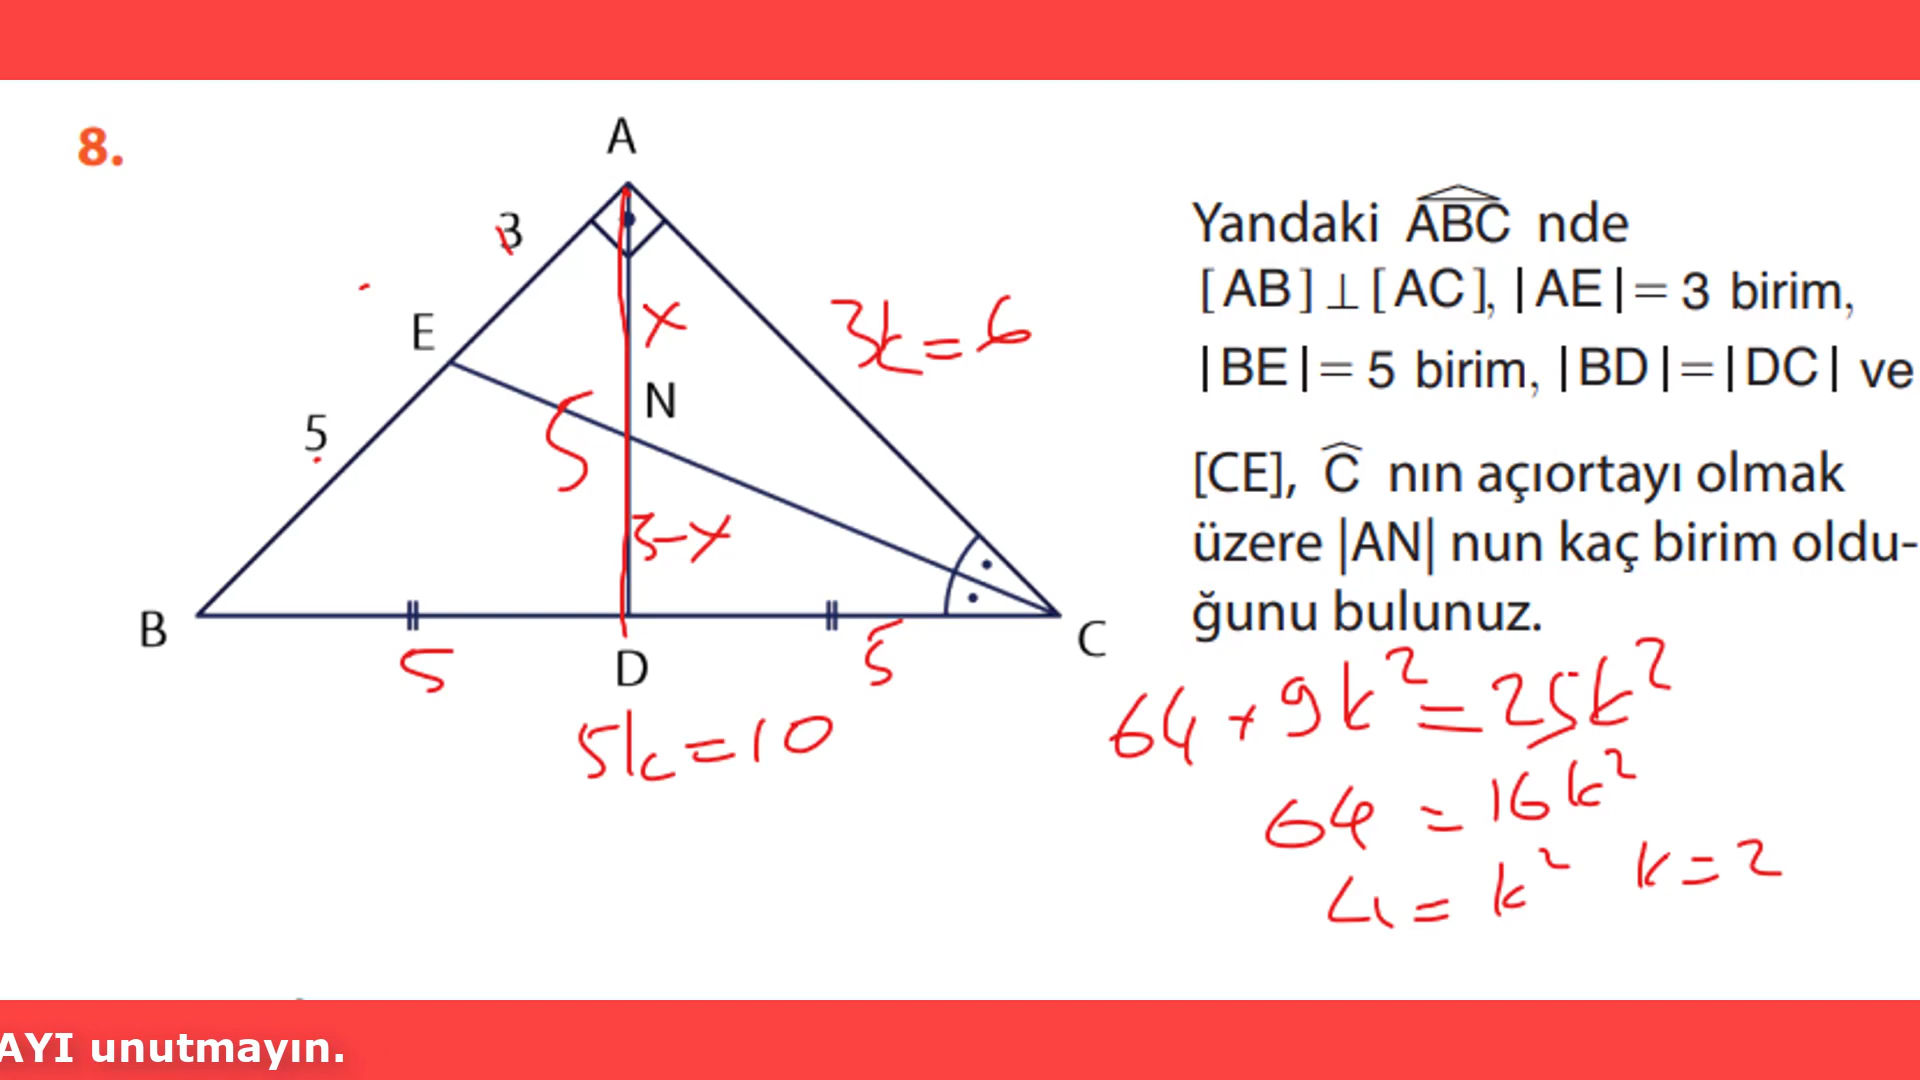 8.
A
3
E
x
3k=6
N
5
5
3-x
B
D
C
5
5
5k=10
Yandaki ABC nde
[AB]⊥[AC], |AE|= 3 birim,
|BE|= 5 birim, |BD|=|DC| ve
[CE], C nın açıortayı olmak
üzere |AN| nun kaç birim oldu-
ğunu bulunuz.
64+9k²=25k²
64=16k²
4=k² k=2
AYI unutmayın.